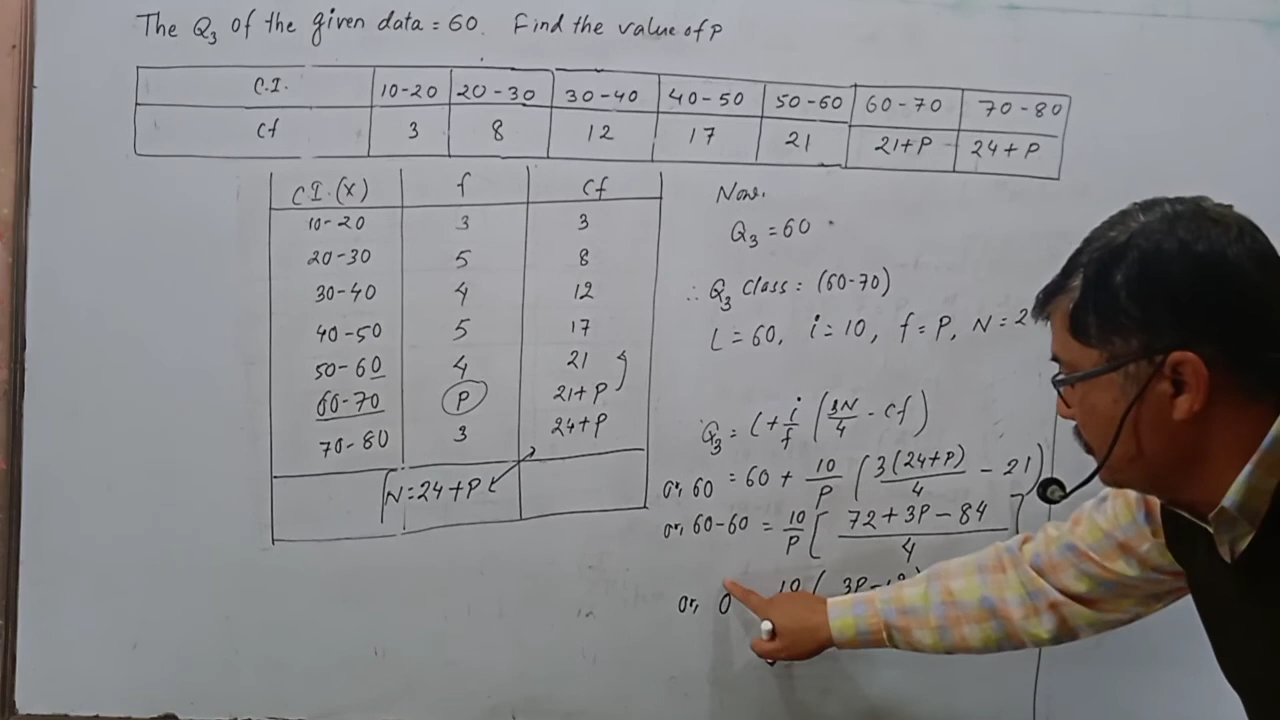 The Q3 of the given data = 60. Find the value of P
C.I. 10-20 20-30 30-40 40-50 50-60 60-70 70-80
Cf 3 8 12 17 21 21+P 24+P
C.I.(X) f Cf
10-20 3 3
20-30 5 8
30-40 4 12
40-50 5 17
50-60 4 21
60-70 P 21+P
70-80 3 24+P
N=24+P
Now,
Q3 = 60
∴ Q3 Class: (60-70)
L=60, i=10, f=P, N=2
Q3 = L+i/f (3N/4 - Cf)
or, 60 = 60 + 10/P (3(24+P)/4 - 21)
or, 60-60 = 10/P [72+3P-84/4]
or, 0 10 ( 3P-12